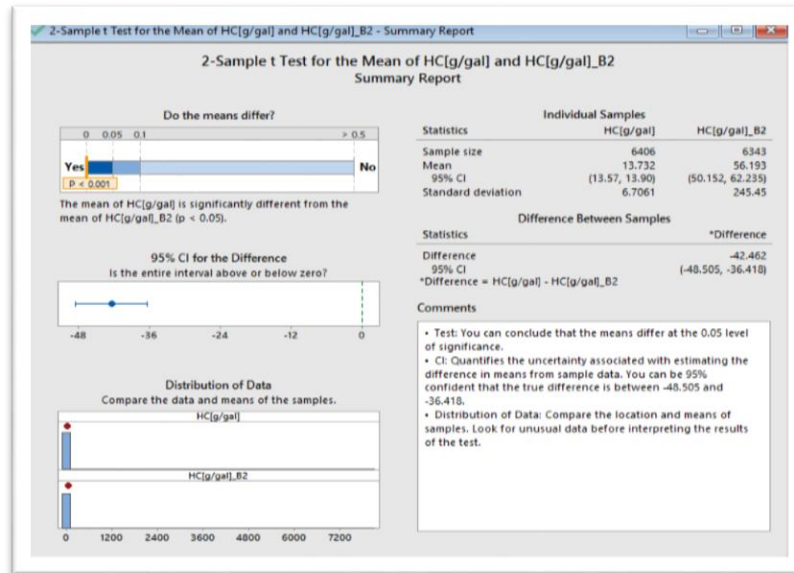 2-Sample t Test for the Mean of HC[g/gal] and HC[g/gal]_B2 - Summary Report
2-Sample t Test for the Mean of HC[g/gal] and HC[g/gal]_B2
Summary Report
Do the means differ?
0 0.05 0.1 > 0.5
Yes No
P < 0.001
The mean of HC[g/gal] is significantly different from the
mean of HC[g/gal]_B2 (p < 0.05).
95% CI for the Difference
Is the entire interval above or below zero?
-48 -36 -24 -12 0
Distribution of Data
Compare the data and means of the samples.
HC[g/gal]
HC[g/gal]_B2
0 1200 2400 3600 4800 6000 7200
Individual Samples
Statistics HC[g/gal] HC[g/gal]_B2
Sample size 6406 6343
Mean 13.732 56.193
95% CI (13.57, 13.90) (50.152, 62.235)
Standard deviation 6.7061 245.45
Difference Between Samples
Statistics *Difference
Difference -42.462
95% CI (-48.505, -36.418)
*Difference = HC[g/gal] - HC[g/gal]_B2
Comments
• Test: You can conclude that the means differ at the 0.05 level
of significance.
• CI: Quantifies the uncertainty associated with estimating the
difference in means from sample data. You can be 95%
confident that the true difference is between -48.505 and
-36.418.
• Distribution of Data: Compare the location and means of
samples. Look for unusual data before interpreting the results
of the test.